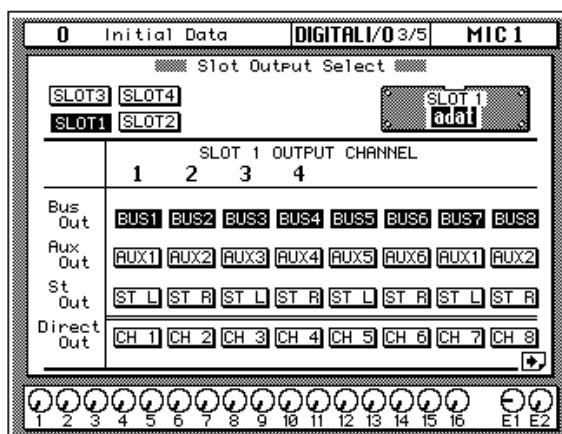 0 Initial Data DIGITAL I/O 3/5 MIC 1
Slot Output Select
SLOT3 SLOT4
SLOT1 SLOT2
SLOT 1
adat
SLOT 1 OUTPUT CHANNEL
1 2 3 4
Bus Out BUS1 BUS2 BUS3 BUS4 BUS5 BUS6 BUS7 BUS8
Aux Out AUX1 AUX2 AUX3 AUX4 AUX5 AUX6 AUX1 AUX2
St Out ST L ST R ST L ST R ST L ST R ST L ST R
Direct Out CH 1 CH 2 CH 3 CH 4 CH 5 CH 6 CH 7 CH 8
1 2 3 4 5 6 7 8 9 10 11 12 13 14 15 16 E1 E2